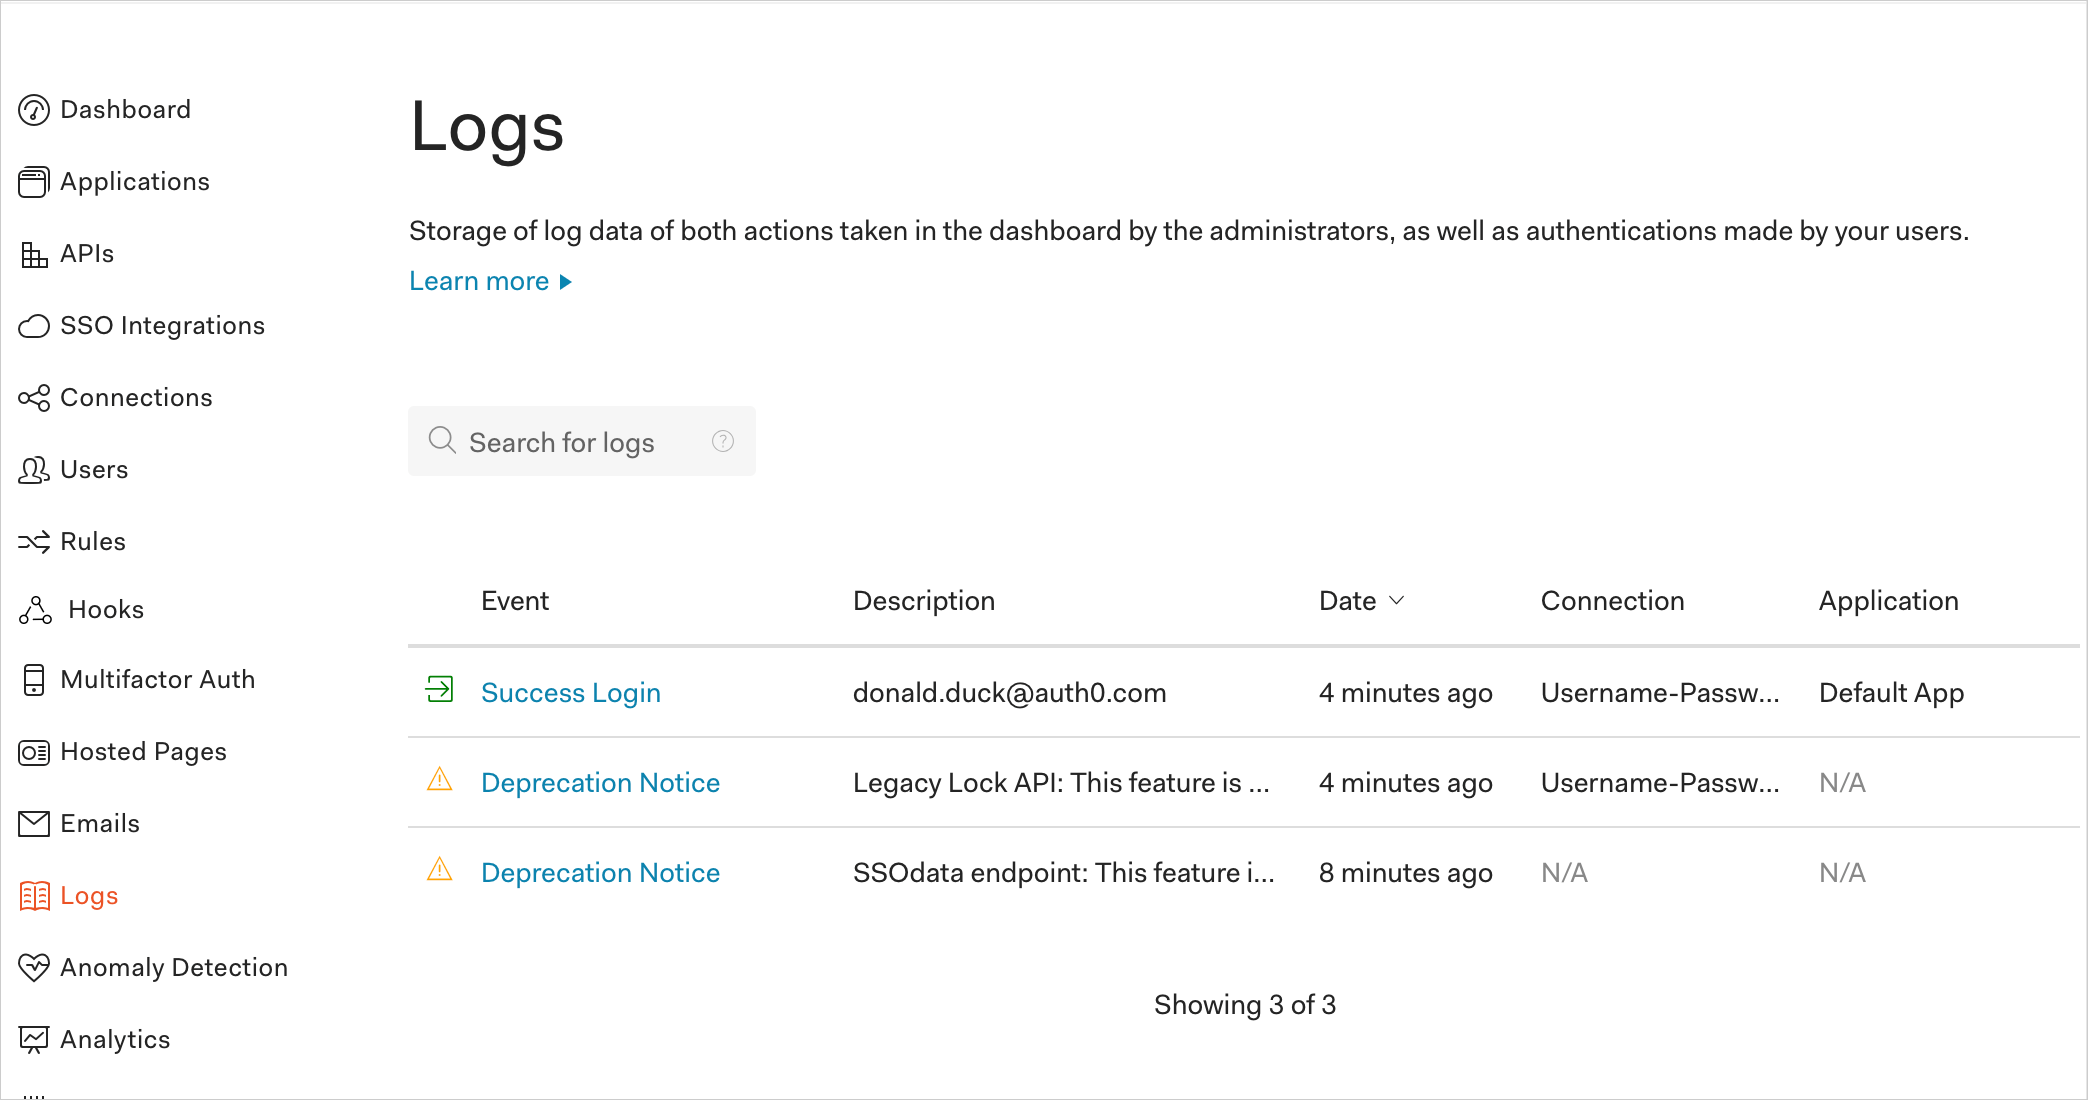 Dashboard
Applications
APIs
SSO Integrations
Connections
Users
Rules
Hooks
Multifactor Auth
Hosted Pages
Emails
Logs
Anomaly Detection
Analytics
Logs
Storage of log data of both actions taken in the dashboard by the administrators, as well as authentications made by your users.
Learn more
Search for logs ?
Event Description Date Connection Application
Success Login donald.duck@auth0.com 4 minutes ago Username-Passw... Default App
Deprecation Notice Legacy Lock API: This feature is ... 4 minutes ago Username-Passw... N/A
Deprecation Notice SSOdata endpoint: This feature i... 8 minutes ago N/A N/A
Showing 3 of 3